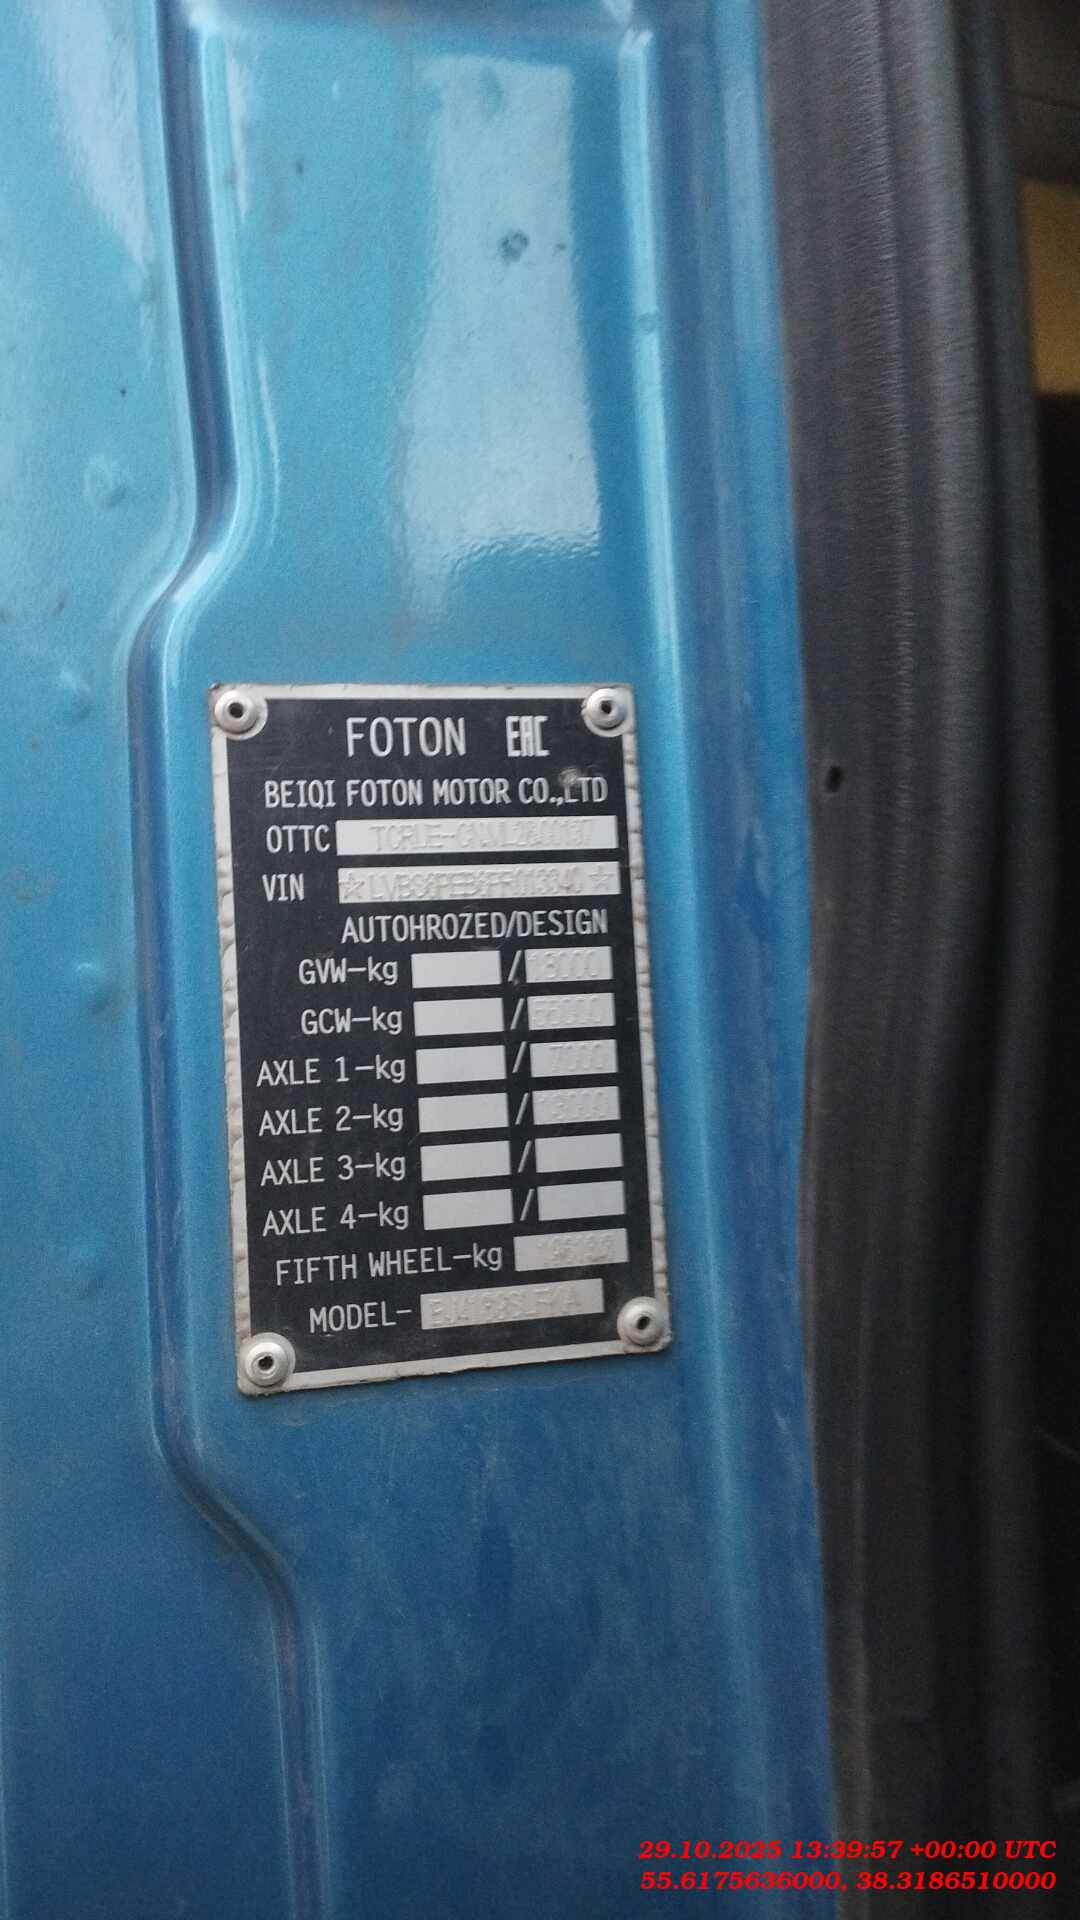 FOTON EAC
BEIQI FOTON MOTOR CO.,LTD
OTTC
VIN
AUTOHROZED/DESIGN
GVW-kg / 18000
GCW-kg /
AXLE 1-kg / 7000
AXLE 2-kg / 13000
AXLE 3-kg /
AXLE 4-kg /
FIFTH WHEEL-kg
MODEL-
29.10.2025 13:39:57 +00:00 UTC
55.6175636000, 38.3186510000